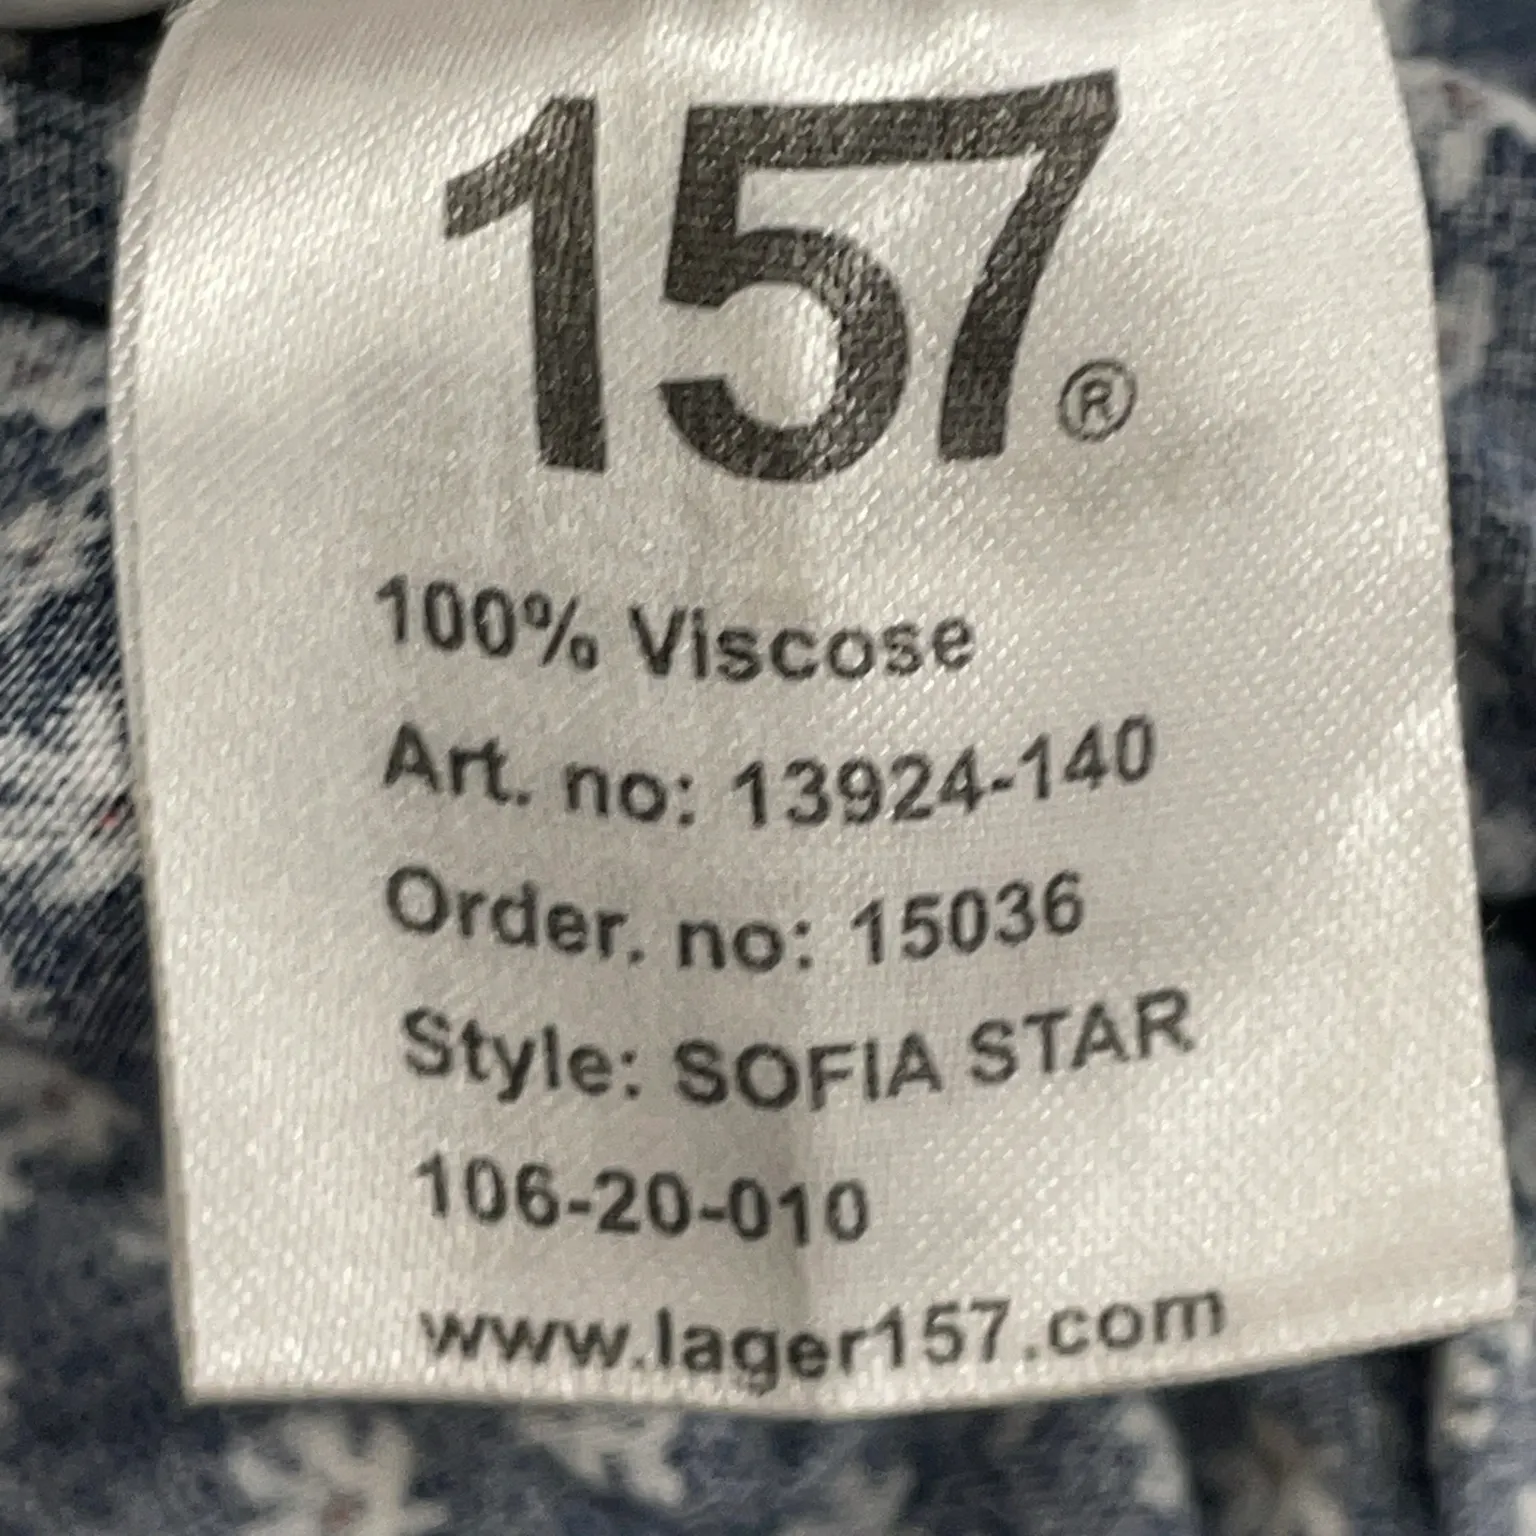 157®
100% Viscose
Art. no: 13924-140
Order. no: 15036
Style: SOFIA STAR
106-20-010
www.lager157.com